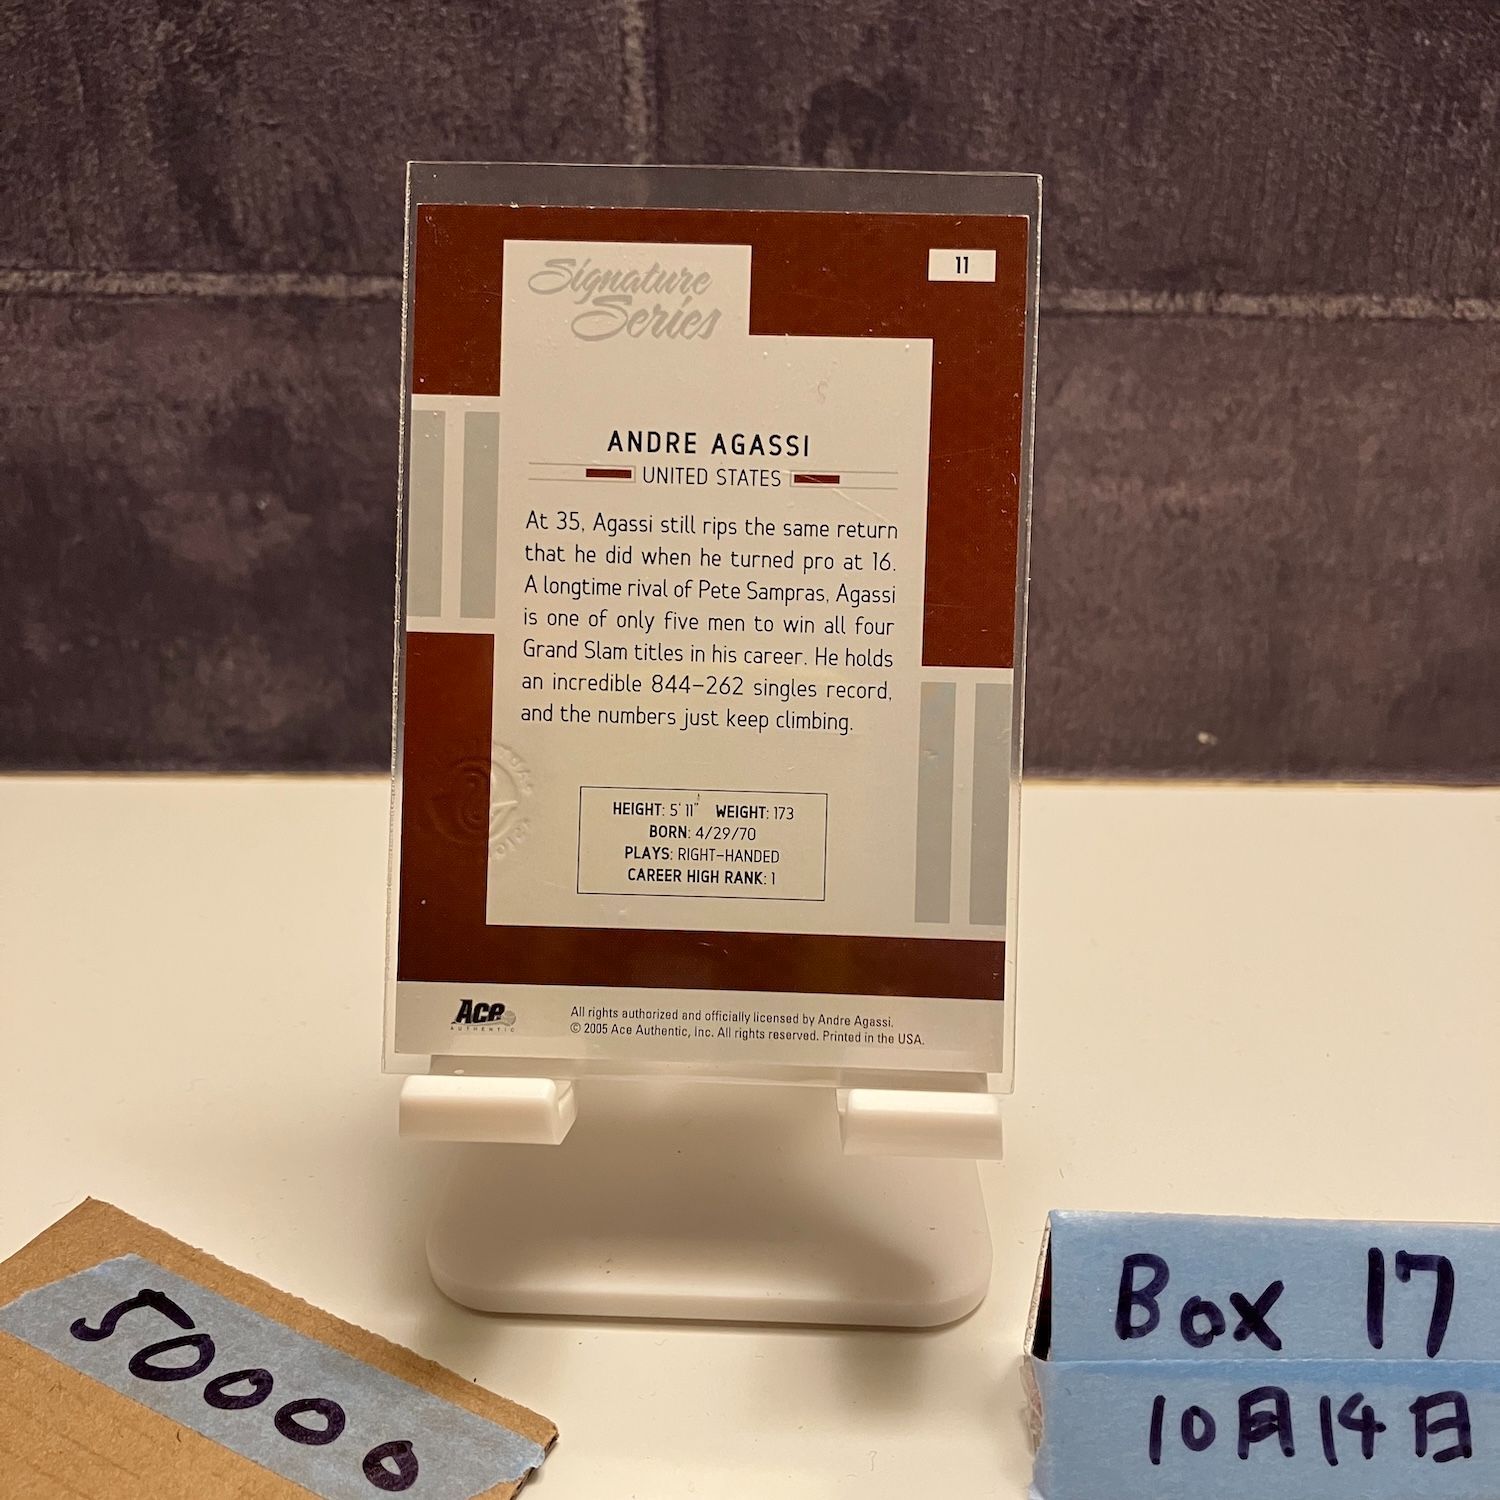 Signature
Series
11
ANDRE AGASSI
UNITED STATES
At 35, Agassi still rips the same return
that he did when he turned pro at 16.
A longtime rival of Pete Sampras, Agassi
is one of only five men to win all four
Grand Slam titles in his career. He holds
an incredible 844-262 singles record,
and the numbers just keep climbing.
HEIGHT: 5' 11" WEIGHT: 173
BORN: 4/29/70
PLAYS: RIGHT-HANDED
CAREER HIGH RANK: 1
Ace
AUTHENTIC
All rights authorized and officially licensed by Andre Agassi.
© 2005 Ace Authentic, Inc. All rights reserved. Printed in the USA.
50000
Box 17
10月14日